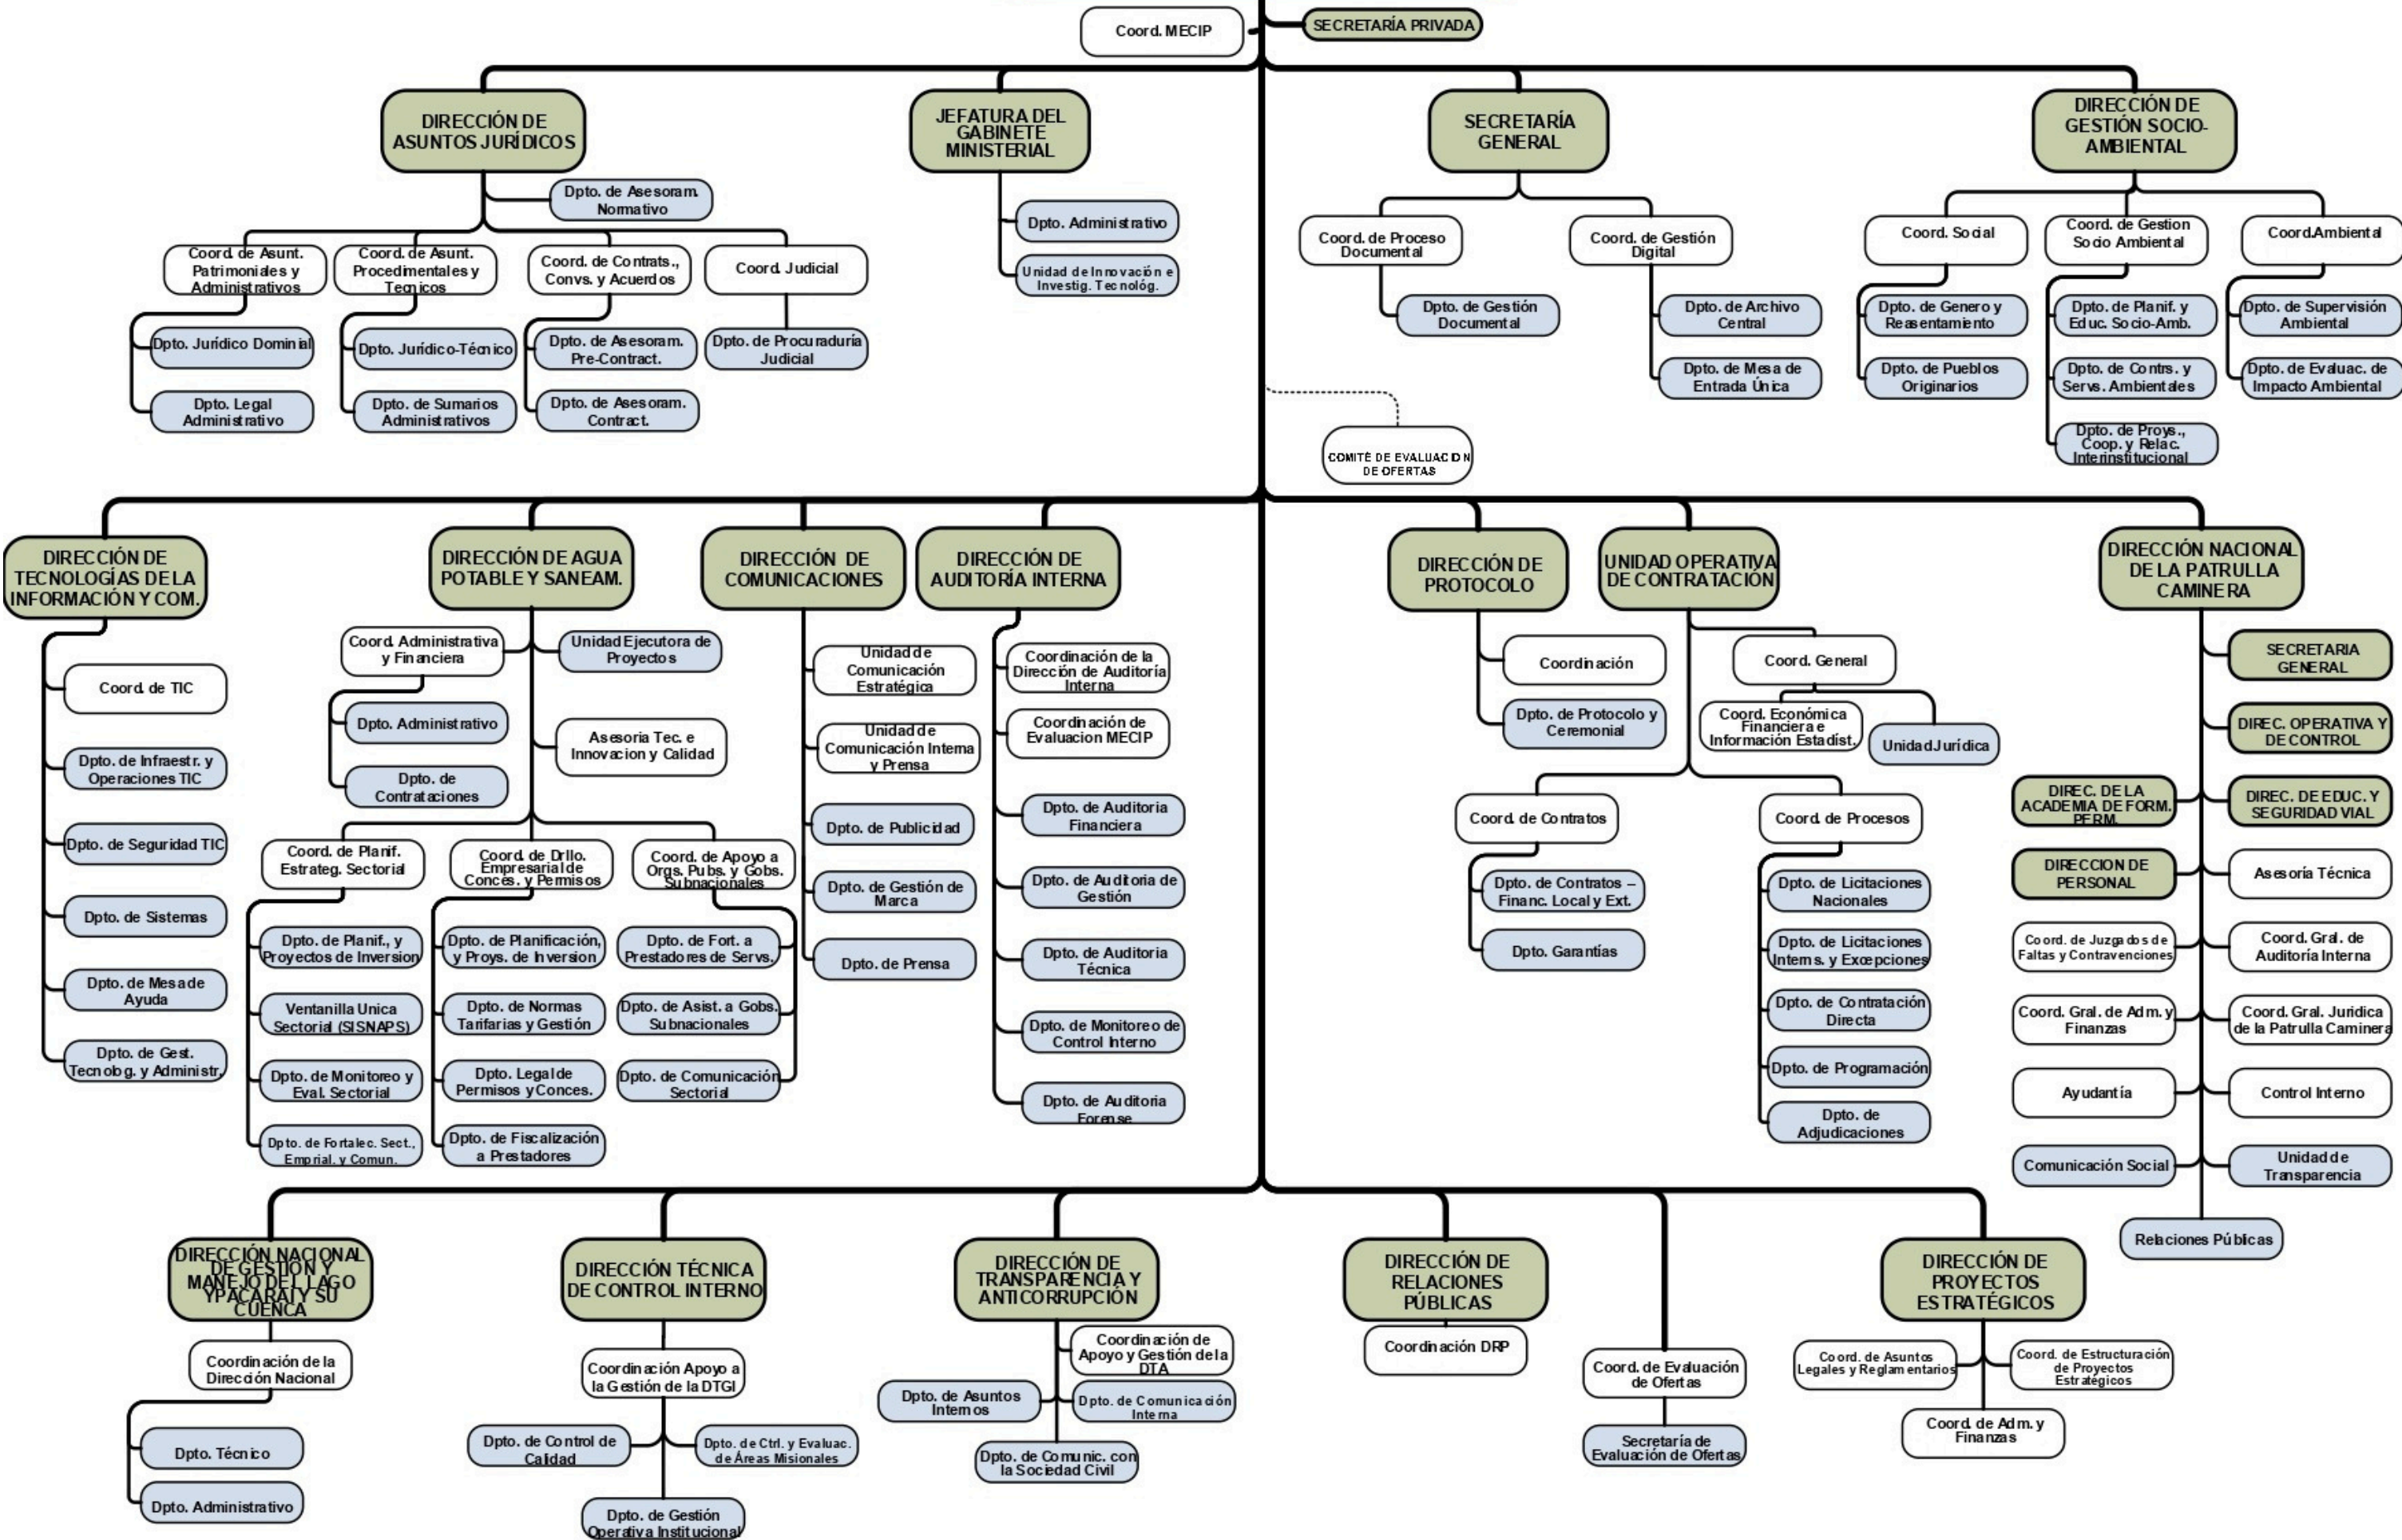 Coord. MECIP
SECRETARÍA PRIVADA
DIRECCIÓN DE
ASUNTOS JURÍDICOS
JEFATURA DEL
GABINETE
MINISTERIAL
SECRETARÍA
GENERAL
DIRECCIÓN DE
GESTIÓN SOCIO-
AMBIENTAL
Dpto. de Asesoram.
Normativo
Coord. de Asunt.
Patrimoniales y
Administrativos
Coord. de Asunt.
Procedimentales y
Tecnicos
Coord. de Contrats.,
Convs. y Acuerdos
Coord. Judicial
Dpto. Jurídico Dominial
Dpto. Legal
Administrativo
Dpto. Jurídico-Técnico
Dpto. de Sumarios
Administrativos
Dpto. de Asesoram.
Pre-Contract.
Dpto. de Asesoram.
Contract.
Dpto. de Procuraduría
Judicial
Dpto. Administrativo
Unidad de Innovación e
Investig. Tecnológ.
Coord. de Proceso
Documental
Dpto. de Gestión
Documental
Coord. de Gestión
Digital
Dpto. de Archivo
Central
Dpto. de Mesa de
Entrada Única
Coord. Social
Dpto. de Genero y
Reasentamiento
Dpto. de Pueblos
Originarios
Coord. de Gestion
Socio Ambiental
Dpto. de Planif. y
Educ. Socio-Amb.
Dpto. de Contrs. y
Servs. Ambientales
Dpto. de Proys.,
Coop. y Relac.
Interinstitucional
Coord.Ambiental
Dpto. de Supervisión
Ambiental
Dpto. de Evaluac. de
Impacto Ambiental
COMITÉ DE EVALUACION
DE OFERTAS
DIRECCIÓN DE
TECNOLOGÍAS DE LA
INFORMACIÓN Y COM.
Coord. de TIC
Dpto. de Infraestr. y
Operaciones TIC
Dpto. de Seguridad TIC
Dpto. de Sistemas
Dpto. de Mesa de
Ayuda
Dpto. de Gest.
Tecnolog. y Administr.
DIRECCIÓN DE AGUA
POTABLE Y SANEAM.
Coord. Administrativa
y Financiera
Unidad Ejecutora de
Proyectos
Dpto. Administrativo
Dpto. de
Contrataciones
Asesoria Tec. e
Innovacion y Calidad
Coord. de Planif.
Estrateg. Sectorial
Dpto. de Planif., y
Proyectos de Inversion
Ventanilla Unica
Sectorial (SISNAPS)
Dpto. de Monitoreo y
Eval. Sectorial
Dpto. de Fortalec. Sect.,
Emprial. y Comun.
Coord. de Drllo.
Empresarial de
Conces. y Permisos
Dpto. de Planificación,
y Proys. de Inversion
Dpto. de Normas
Tarifarias y Gestión
Dpto. Legal de
Permisos y Conces.
Dpto. de Fiscalización
a Prestadores
Coord. de Apoyo a
Orgs. Pubs. y Gobs.
Subnacionales
Dpto. de Fort. a
Prestadores de Servs.
Dpto. de Asist. a Gobs.
Subnacionales
Dpto. de Comunicación
Sectorial
DIRECCIÓN DE
COMUNICACIONES
Unidad de
Comunicación
Estratégica
Unidad de
Comunicación Interna
y Prensa
Dpto. de Publicidad
Dpto. de Gestión de
Marca
Dpto. de Prensa
DIRECCIÓN DE
AUDITORÍA INTERNA
Coordinación de la
Dirección de Auditoría
Interna
Coordinación de
Evaluacion MECIP
Dpto. de Auditoria
Financiera
Dpto. de Auditoria de
Gestión
Dpto. de Auditoria
Técnica
Dpto. de Monitoreo de
Control Interno
Dpto. de Auditoria
Forense
DIRECCIÓN DE
PROTOCOLO
Coordinación
Dpto. de Protocolo y
Ceremonial
UNIDAD OPERATIVA
DE CONTRATACIÓN
Coord. General
Coord. Económica
Financiera e
Información Estadíst.
Unidad Jurídica
Coord. de Contratos
Dpto. de Contratos –
Financ. Local y Ext.
Dpto. Garantías
Coord. de Procesos
Dpto. de Licitaciones
Nacionales
Dpto. de Licitaciones
Interns. y Excepciones
Dpto. de Contratación
Directa
Dpto. de Programación
Dpto. de
Adjudicaciones
DIRECCIÓN NACIONAL
DE LA PATRULLA
CAMINERA
SECRETARIA
GENERAL
DIREC. OPERATIVA Y
DE CONTROL
DIREC. DE LA
ACADEMIA DE FORM.
PERM.
DIREC. DE EDUC. Y
SEGURIDAD VIAL
DIRECCION DE
PERSONAL
Asesoría Técnica
Coord. de Juzgados de
Faltas y Contravenciones
Coord. Gral. de
Auditoría Interna
Coord. Gral. de Adm. y
Finanzas
Coord. Gral. Juridica
de la Patrulla Caminera
Ayudantía
Control Interno
Comunicación Social
Unidad de
Transparencia
Relaciones Públicas
DIRECCIÓN NACIONAL
DE GESTIÓN Y
MANEJO DEL LAGO
YPACARAÍ Y SU
CUENCA
Coordinación de la
Dirección Nacional
Dpto. Técnico
Dpto. Administrativo
DIRECCIÓN TÉCNICA
DE CONTROL INTERNO
Coordinación Apoyo a
la Gestión de la DTGI
Dpto. de Control de
Calidad
Dpto. de Ctrl. y Evaluac.
de Áreas Misionales
Dpto. de Gestión
Operativa Institucional
DIRECCIÓN DE
TRANSPARENCIA Y
ANTICORRUPCIÓN
Coordinación de
Apoyo y Gestión de la
DTA
Dpto. de Asuntos
Internos
Dpto. de Comunicación
Interna
Dpto. de Comunic. con
la Sociedad Civil
DIRECCIÓN DE
RELACIONES
PÚBLICAS
Coordinación DRP
Coord. de Evaluación
de Ofertas
Secretaría de
Evaluación de Ofertas
DIRECCIÓN DE
PROYECTOS
ESTRATÉGICOS
Coord. de Asuntos
Legales y Reglamentarios
Coord. de Estructuración
de Proyectos
Estratégicos
Coord. de Adm. y
Finanzas